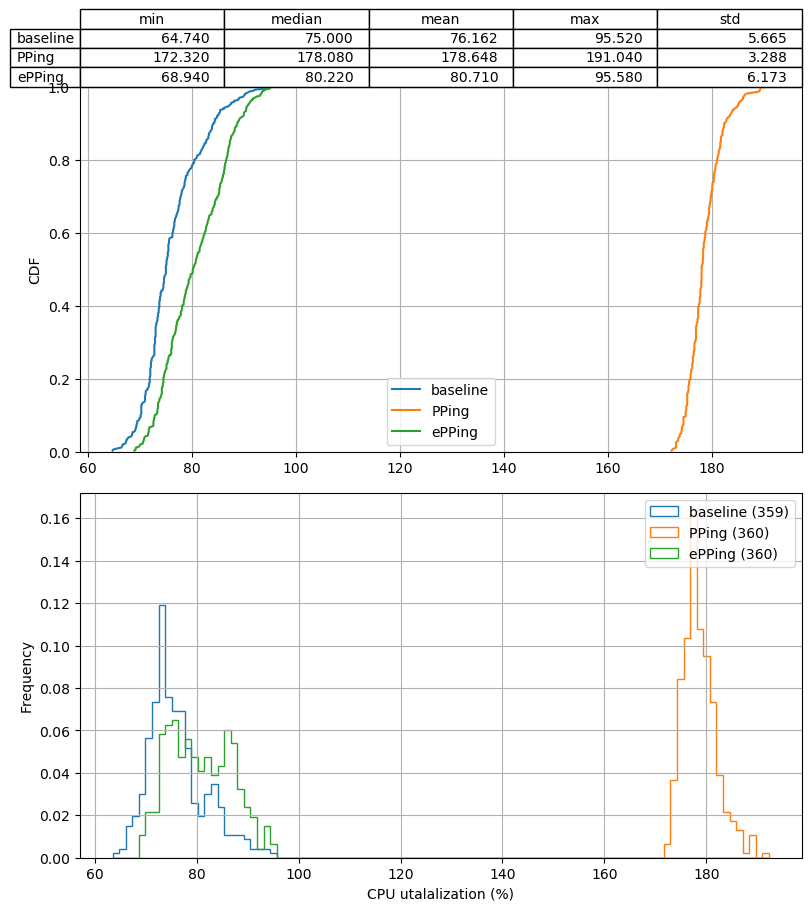 min median mean max std
baseline 64.740 75.000 76.162 95.520 5.665
PPing 172.320 178.080 178.648 191.040 3.288
ePPing 68.940 80.220 80.710 95.580 6.173
1.0
0.8
0.6
0.4
0.2
0.0
CDF
baseline
PPing
ePPing
60 80 100 120 140 160 180
0.16
0.14
0.12
0.10
0.08
0.06
0.04
0.02
0.00
Frequency
baseline (359)
PPing (360)
ePPing (360)
60 80 100 120 140 160 180
CPU utalalization (%)